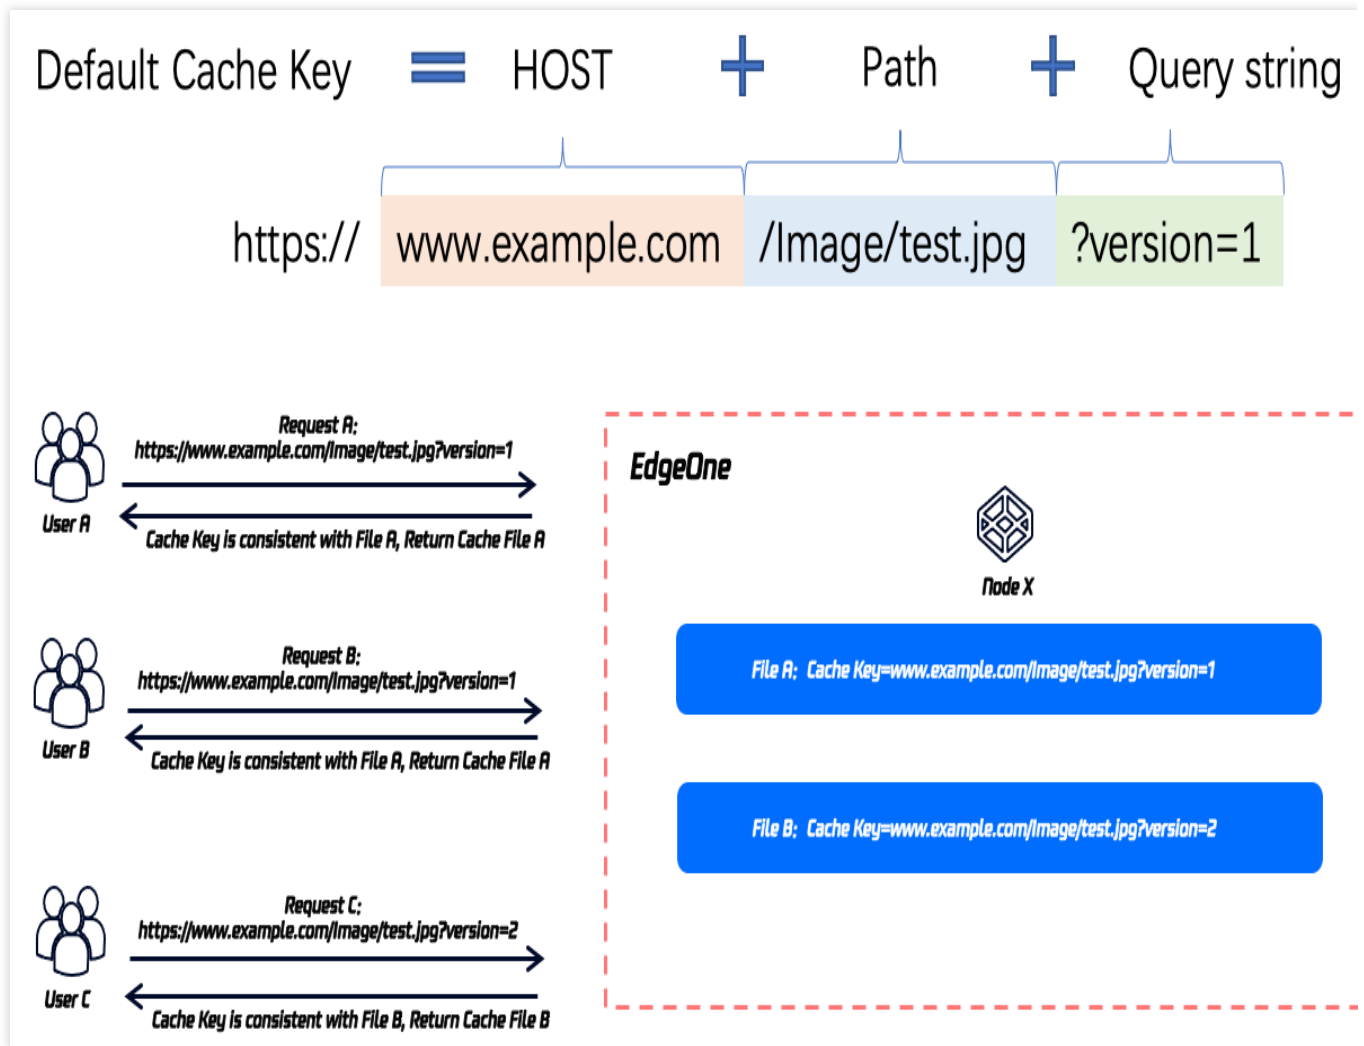 Default Cache Key = HOST + Path + Query string
https:// www.example.com /Image/test.jpg ?version=1
Request A:
https://www.example.com/Image/test.jpg?version=1
User A
Cache Key is consistent with File A, Return Cache File A
Request B:
https://www.example.com/Image/test.jpg?version=1
User B
Cache Key is consistent with File A, Return Cache File A
Request C:
https://www.example.com/Image/test.jpg?version=2
User C
Cache Key is consistent with File B, Return Cache File B
EdgeOne
Node X
File A: Cache Key=www.example.com/Image/test.jpg?version=1
File B: Cache Key=www.example.com/Image/test.jpg?version=2